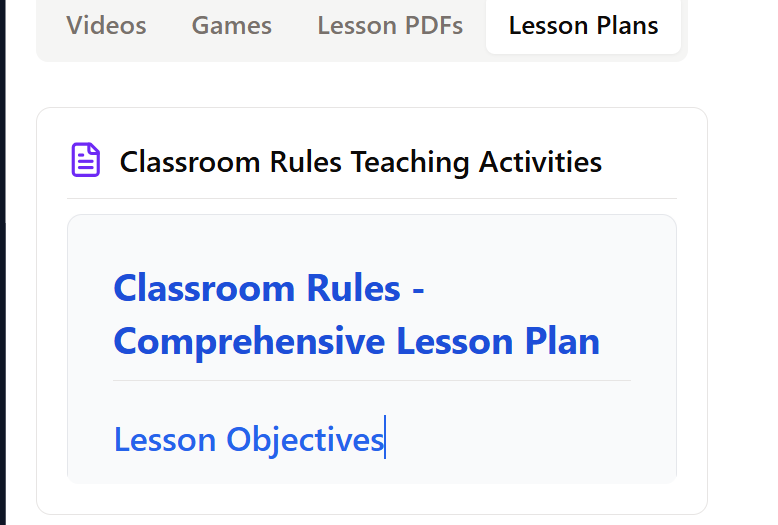 Videos Games Lesson PDFs Lesson Plans
Classroom Rules Teaching Activities
Classroom Rules -
Comprehensive Lesson Plan
Lesson Objectives